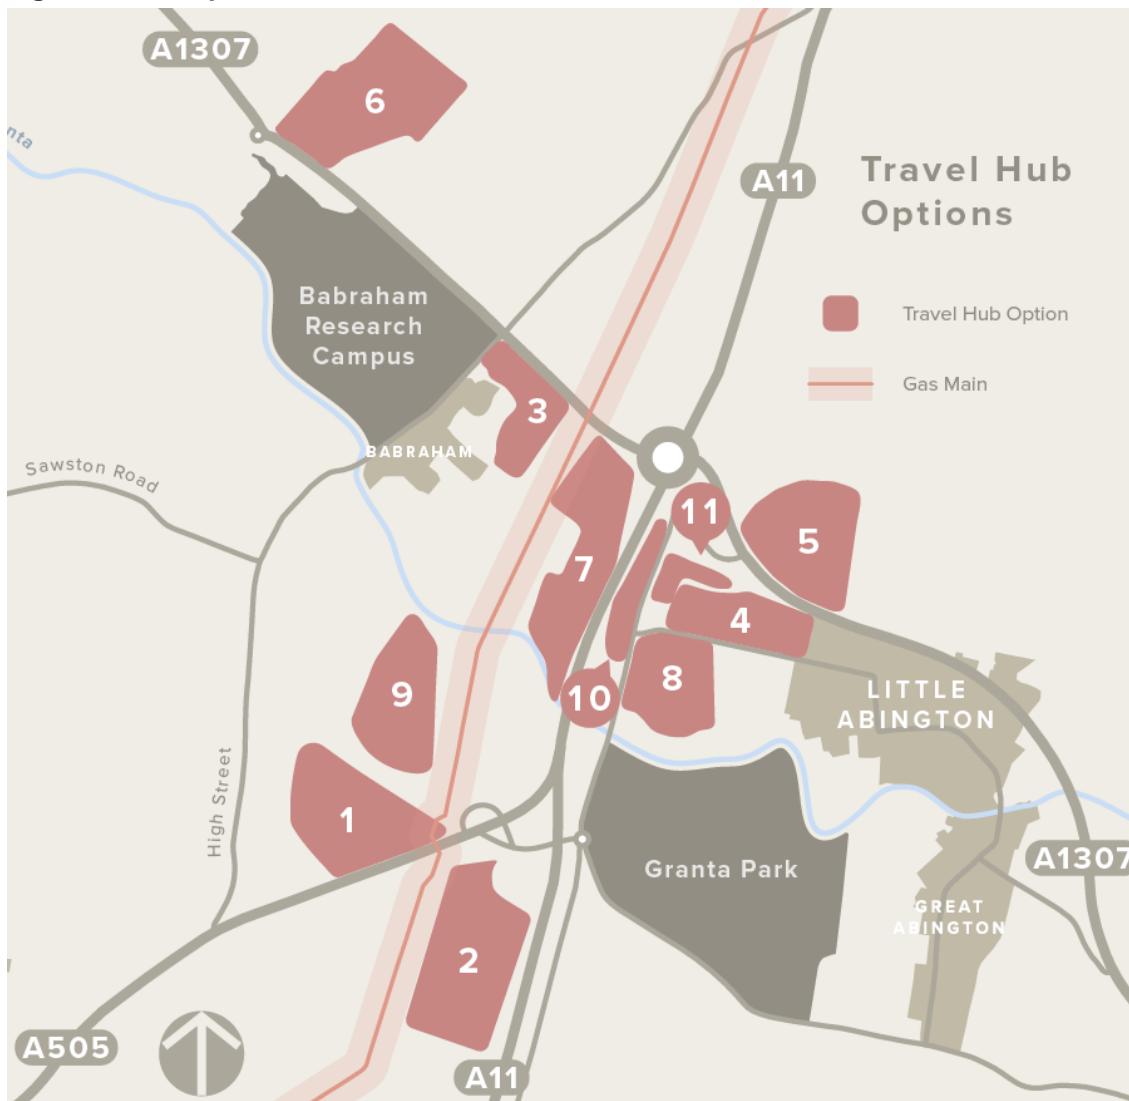 A1307
6
nta
A11
Travel Hub
Options
Babraham
Research
Campus
Travel Hub Option
Gas Main
3
BABRAHAM
Sawston Road
11
5
7
4
8
9
10
LITTLE
ABINGTON
High Street
1
Granta Park
A1307
GREAT
ABINGTON
2
A505
A11